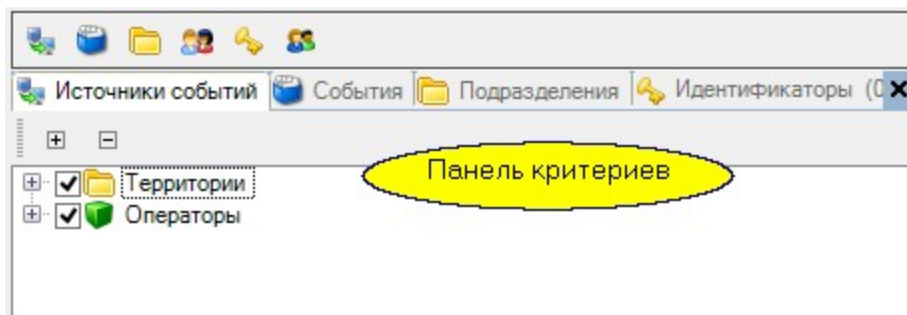 Источники событий События Подразделения Идентификаторы (0
Панель критериев
Территории
Операторы